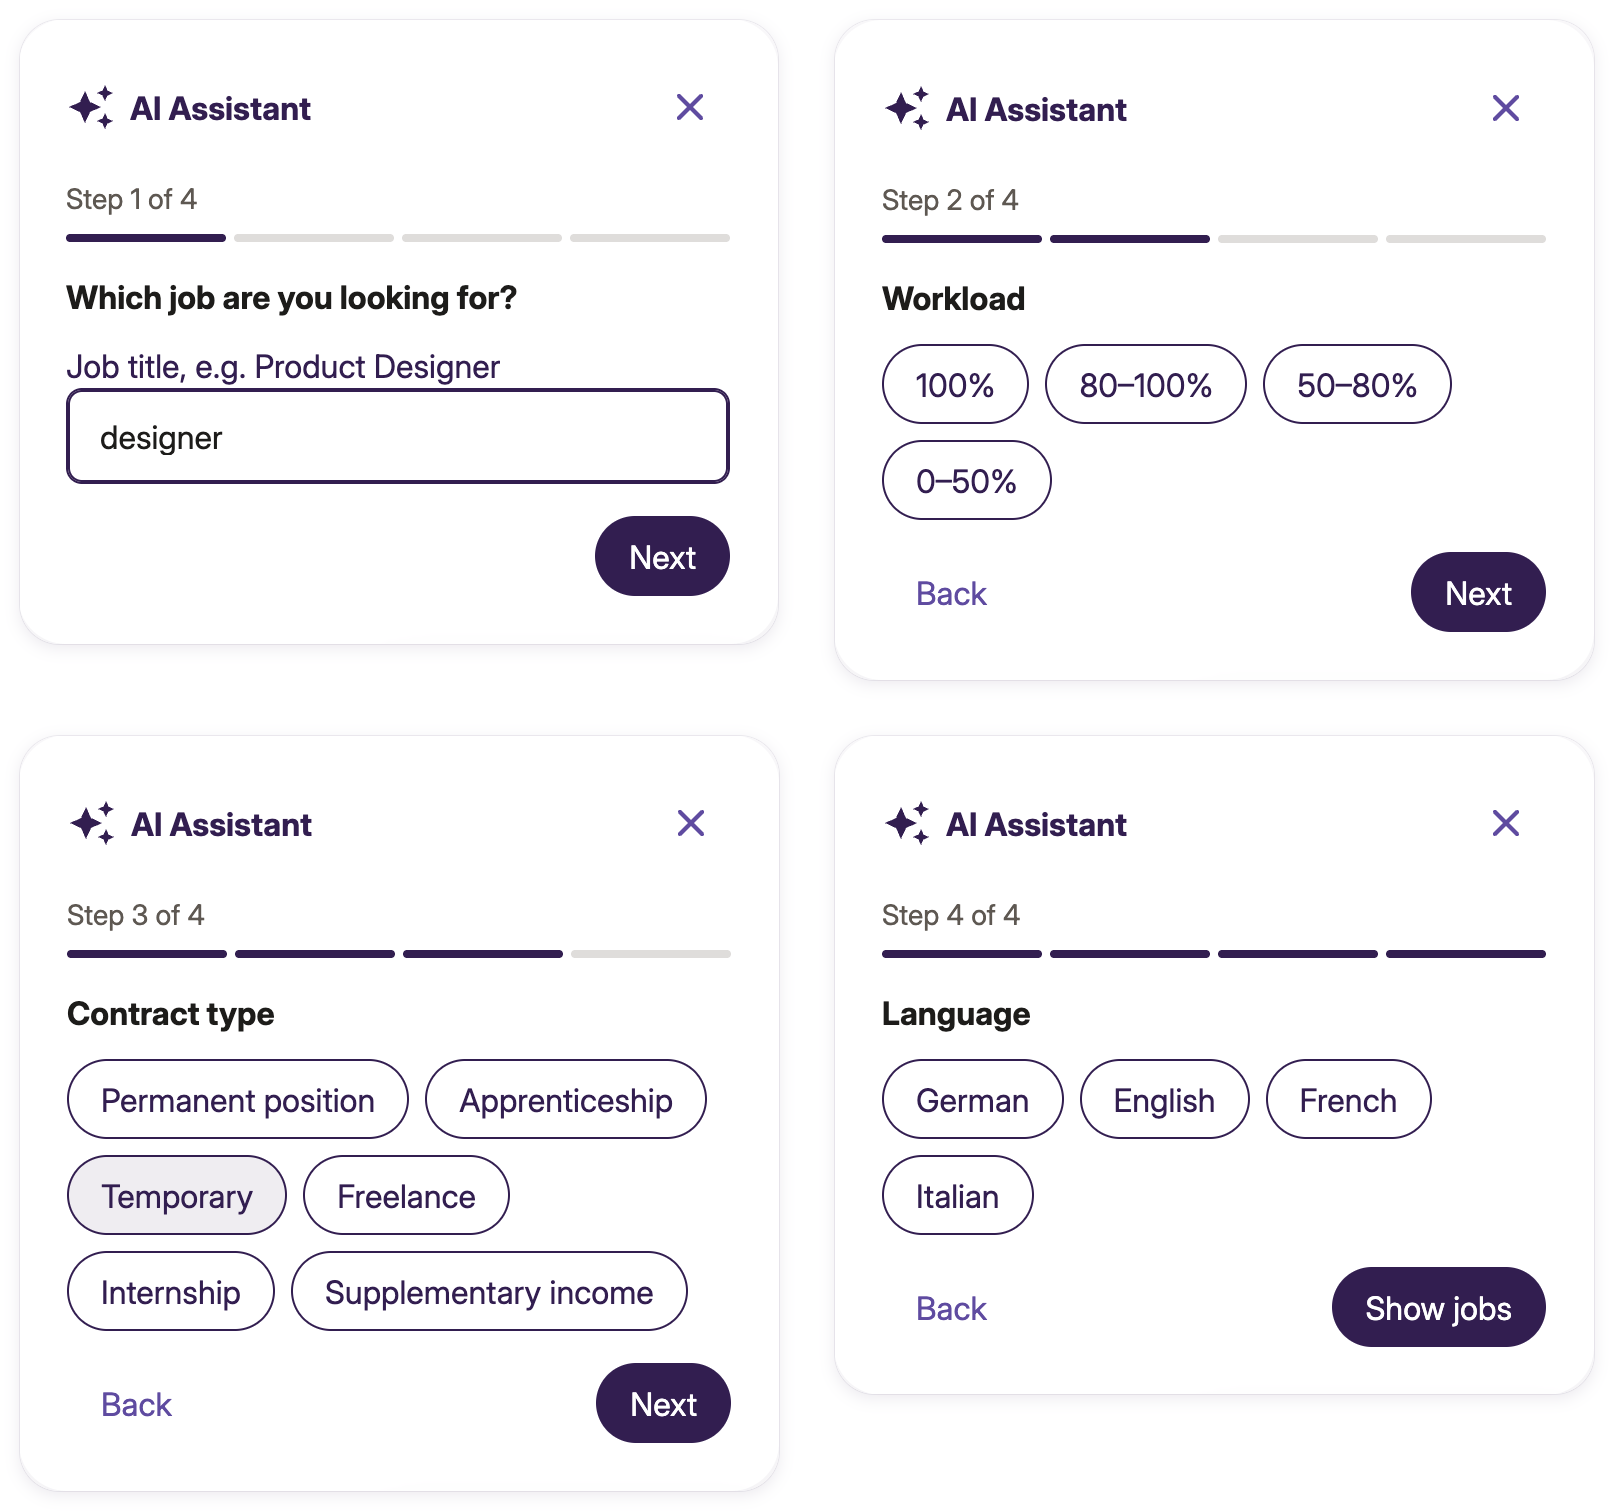 AI Assistant
Step 1 of 4
Which job are you looking for?
Job title, e.g. Product Designer
designer
Next
AI Assistant
Step 2 of 4
Workload
100% 80–100% 50–80%
0–50%
Back Next
AI Assistant
Step 3 of 4
Contract type
Permanent position Apprenticeship
Temporary Freelance
Internship Supplementary income
Back Next
AI Assistant
Step 4 of 4
Language
German English French
Italian
Back Show jobs